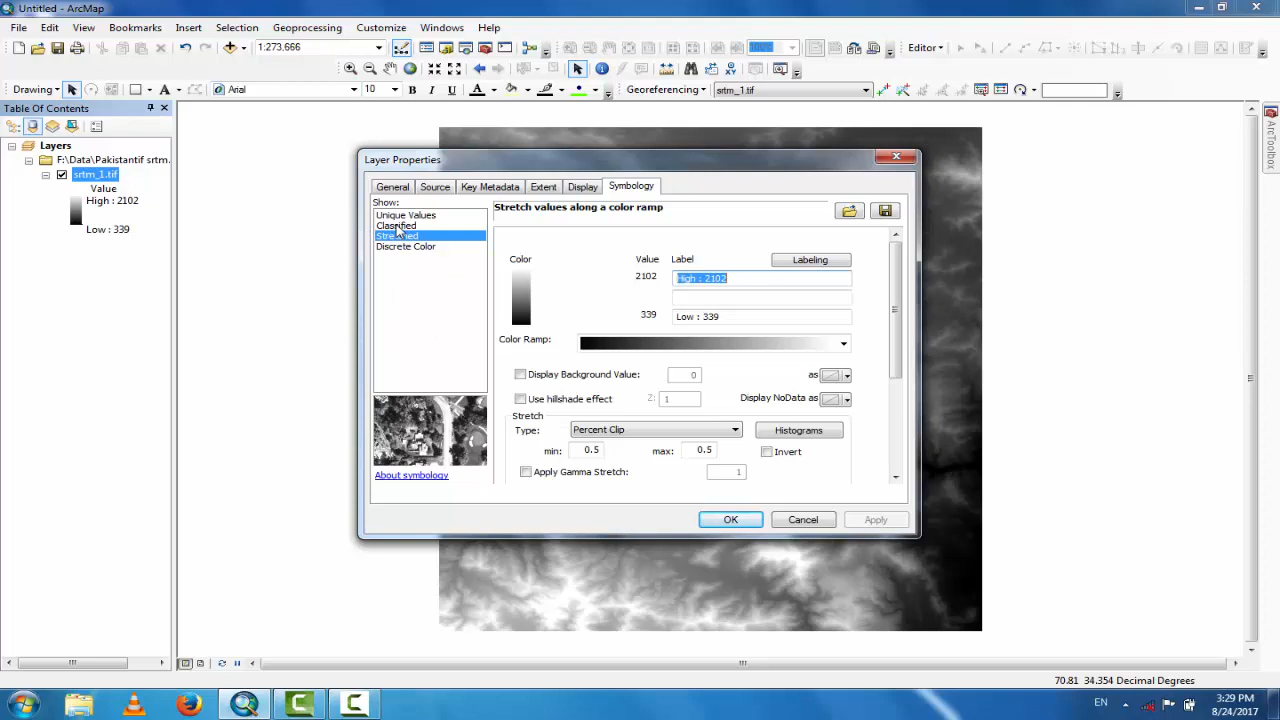 Untitled - ArcMap
File Edit View Bookmarks Insert Selection Geoprocessing Customize Windows Help
1:273.666
Editor
Drawing A Arial 10 B I U A Georeferencing srtm_1.tif
Table Of Contents
Layers
F:\Data\Pakistantif srtm.
srtm_1.tif
Value
High : 2102
Low : 339
ArcToolbox
Layer Properties
General Source Key Metadata Extent Display Symbology
Show:
Unique Values
Classified
Stretched
Discrete Color
About symbology
Stretch values along a color ramp
Color Value Label Labeling
2102 High : 2102
339 Low : 339
Color Ramp:
Display Background Value: 0 as
Use hillshade effect Z: 1 Display NoData as
Stretch
Type: Percent Clip Histograms
min: 0.5 max: 0.5 Invert
Apply Gamma Stretch: 1
OK Cancel Apply
70.81 34.354 Decimal Degrees
EN 3:29 PM
8/24/2017